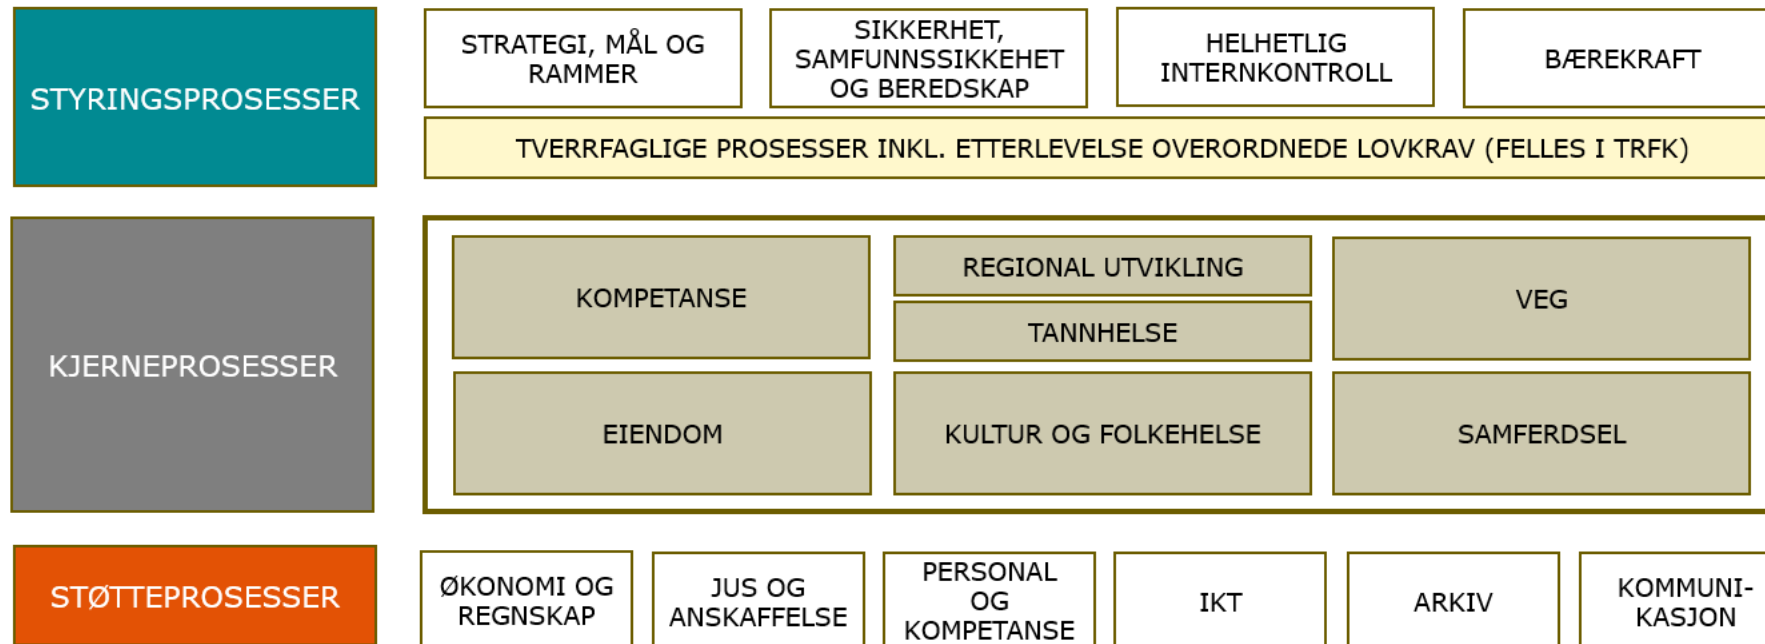 STYRINGSPROSESSER
STRATEGI, MÅL OG
RAMMER
SIKKERHET,
SAMFUNNSSIKKEHET
OG BEREDSKAP
HELHETLIG
INTERNKONTROLL
BÆREKRAFT
TVERRFAGLIGE PROSESSER INKL. ETTERLEVELSE OVERORDNEDE LOVKRAV (FELLES I TRFK)
KJERNEPROSESSER
KOMPETANSE
REGIONAL UTVIKLING
TANNHELSE
VEG
EIENDOM
KULTUR OG FOLKEHELSE
SAMFERDSEL
STØTTEPROSESSER
ØKONOMI OG
REGNSKAP
JUS OG
ANSKAFFELSE
PERSONAL
OG
KOMPETANSE
IKT
ARKIV
KOMMUNI-
KASJON